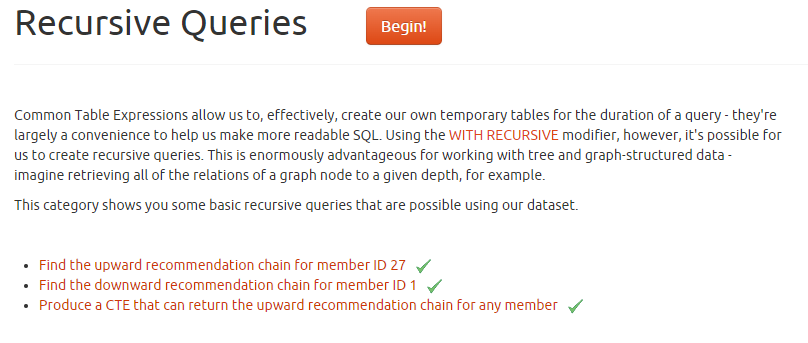 Recursive Queries
Begin!
Common Table Expressions allow us to, effectively, create our own temporary tables for the duration of a query - they're
largely a convenience to help us make more readable SQL. Using the WITH RECURSIVE modifier, however, it's possible for
us to create recursive queries. This is enormously advantageous for working with tree and graph-structured data -
imagine retrieving all of the relations of a graph node to a given depth, for example.
This category shows you some basic recursive queries that are possible using our dataset.
Find the upward recommendation chain for member ID 27
Find the downward recommendation chain for member ID 1
Produce a CTE that can return the upward recommendation chain for any member